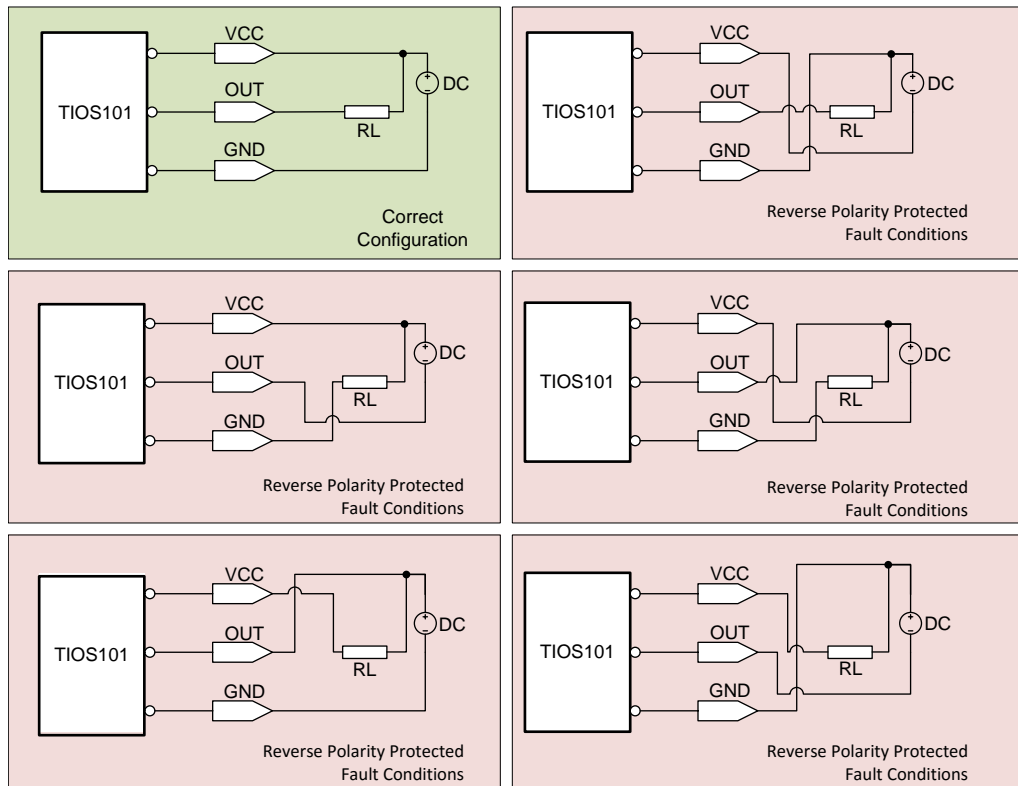 VCC
OUT
GND
TIOS101
RL
+
-
DC
Correct
Configuration
VCC
OUT
GND
TIOS101
RL
+
-
DC
Reverse Polarity Protected
Fault Conditions
VCC
OUT
GND
TIOS101
RL
+
-
DC
Reverse Polarity Protected
Fault Conditions
VCC
OUT
GND
TIOS101
RL
+
-
DC
Reverse Polarity Protected
Fault Conditions
VCC
OUT
GND
TIOS101
RL
+
-
DC
Reverse Polarity Protected
Fault Conditions
VCC
OUT
GND
TIOS101
RL
+
-
DC
Reverse Polarity Protected
Fault Conditions